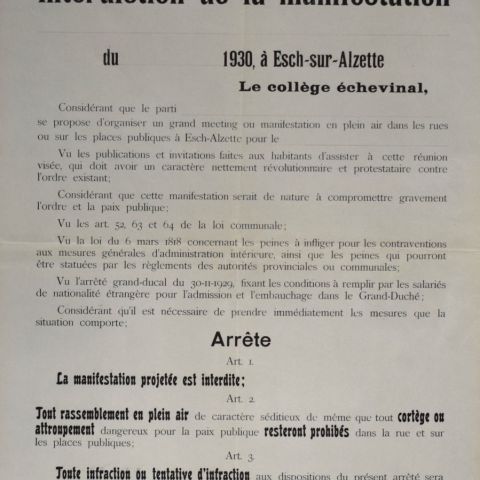 Interdiction de la manifestation
du 1930, à Esch-sur-Alzette
Le collège échevinal,
Considérant que le parti
se propose d'organiser un grand meeting ou manifestation en plein air dans les rues
ou sur les places publiques à Esch-Alzette pour le
Vu les publications et invitations faites aux habitants d'assister à cette réunion
visée, qui doit avoir un caractère nettement révolutionnaire et protestataire contre
l'ordre existant;
Considérant que cette manifestation serait de nature à compromettre gravement
l'ordre et la paix publique;
Vu les art. 52, 63 et 64 de la loi communale;
Vu la loi du 6 mars 1818 concernant les peines à infliger pour les contraventions
aux mesures générales d'administration intérieure, ainsi que les peines qui pourront
être statuées par les règlements des autorités provinciales ou communales;
Vu l'arrêté grand-ducal du 30-11-1929, fixant les conditions à remplir par les salariés
de nationalité étrangère pour l'admission et l'embauchage dans le Grand-Duché;
Considérant qu'il est nécessaire de prendre immédiatement les mesures que la
situation comporte;
Arrête
Art. 1.
La manifestation projetée est interdite;
Art. 2.
Tout rassemblement en plein air de caractère séditieux de même que tout cortège ou
attroupement dangereux pour la paix publique resteront prohibés dans la rue et sur
les places publiques;
Art. 3.
Toute infraction ou tentative d'infraction aux dispositions du présent arrêté sera